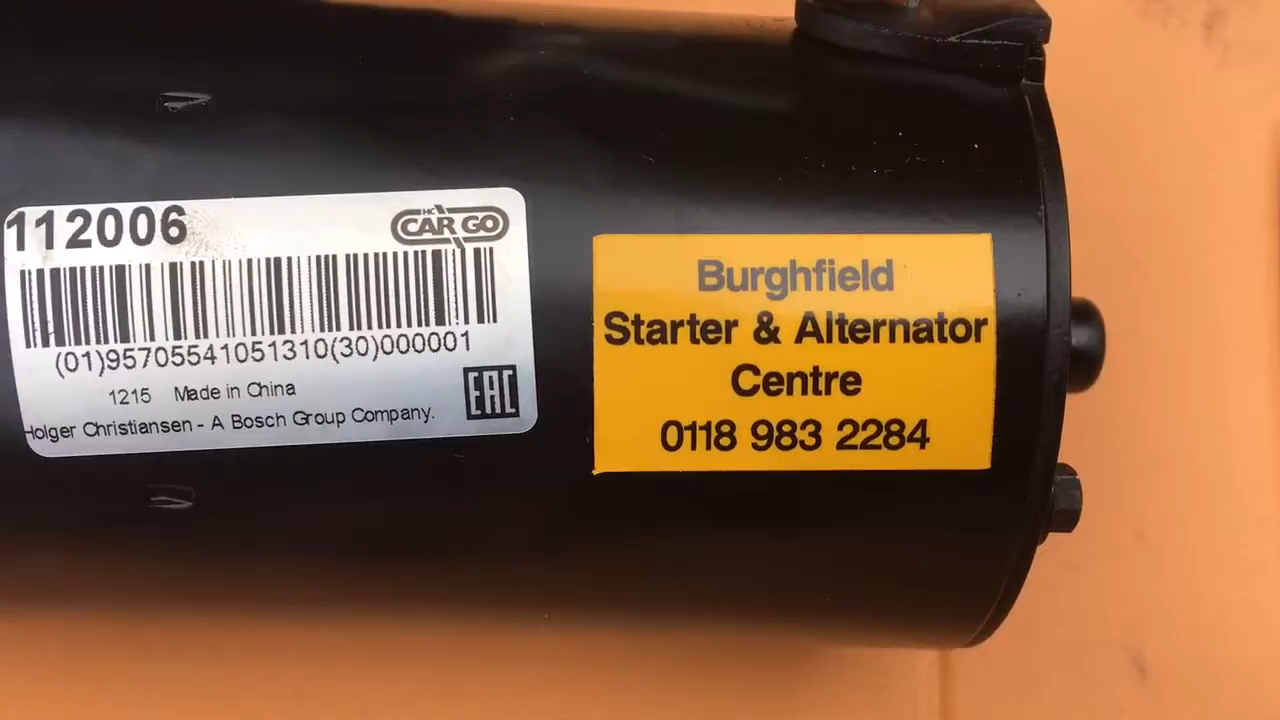 112006
HC CARGO
(01)95705541051310(30)000001
1215 Made in China
EAC
Holger Christiansen - A Bosch Group Company.
Burghfield
Starter & Alternator
Centre
0118 983 2284